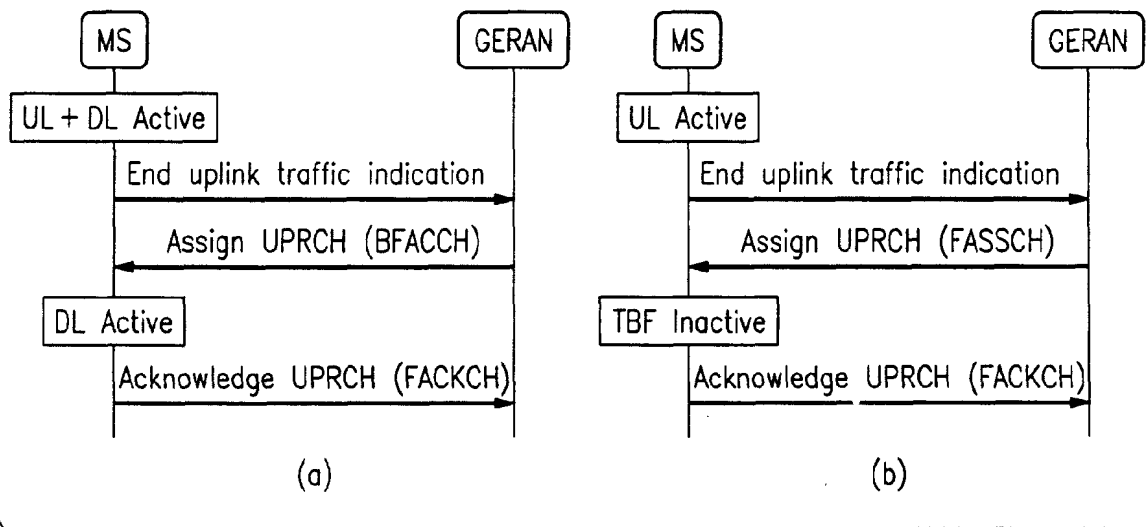 MS
GERAN
UL + DL Active
End uplink traffic indication
Assign UPRCH (BFACCH)
DL Active
Acknowledge UPRCH (FACKCH)
(a)
MS
GERAN
UL Active
End uplink traffic indication
Assign UPRCH (FASSCH)
TBF Inactive
Acknowledge UPRCH (FACKCH)
(b)